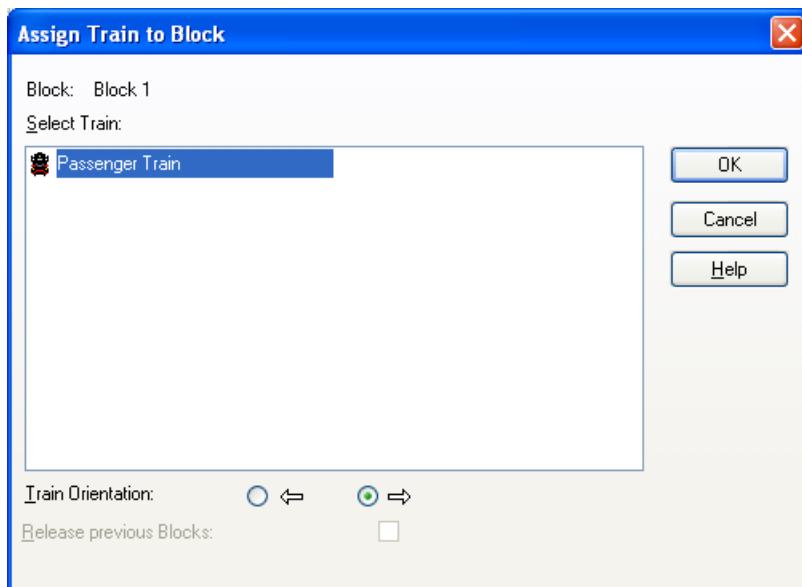 Assign Train to Block
Block: Block 1
Select Train:
Passenger Train
OK
Cancel
Help
Train Orientation:
Release previous Blocks: